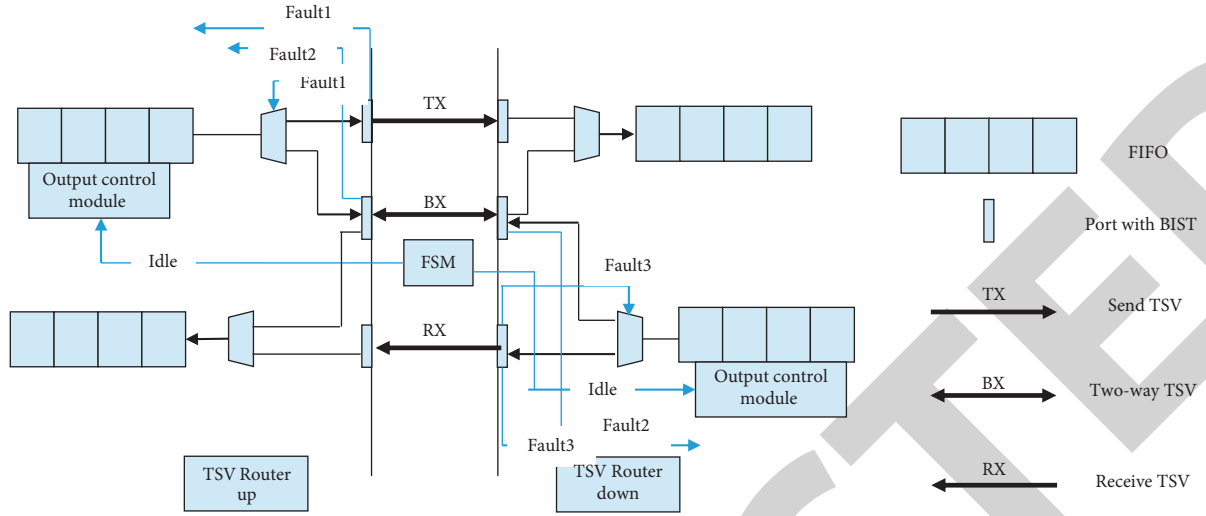 Fault1
Fault2
Fault1
TX
FIFO
Output control
module
BX
Port with BIST
Idle
FSM
Fault3
TX
Send TSV
RX
Output control
module
Idle
BX
Two-way TSV
Fault2
Fault3
TSV Router
up
TSV Router
down
RX
Receive TSV